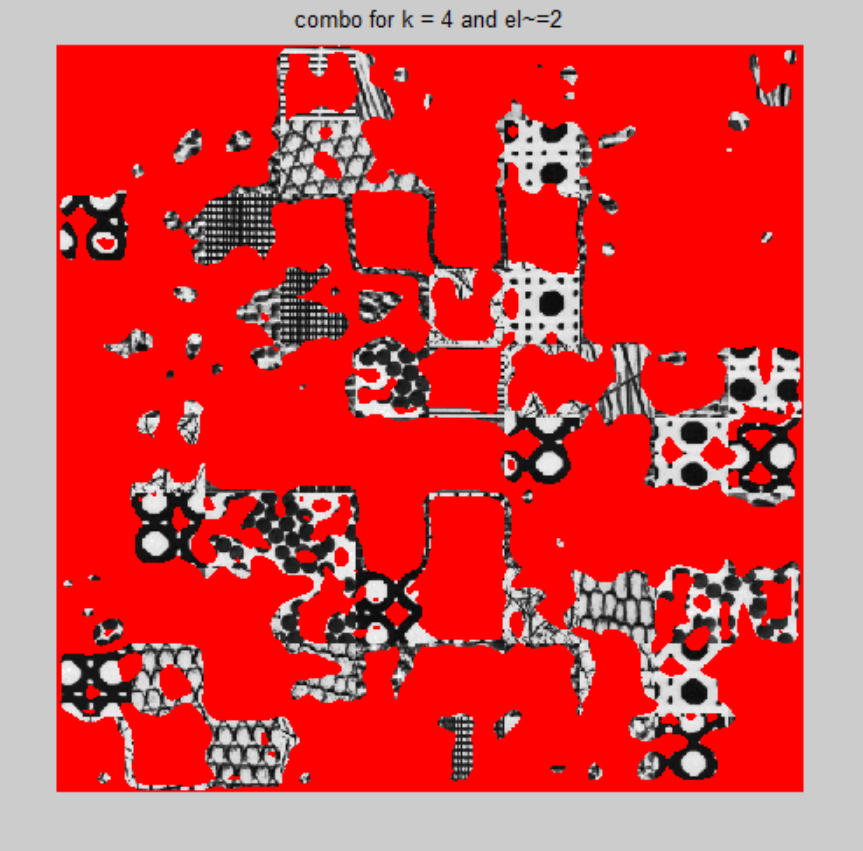 combo for k = 4 and el~=2